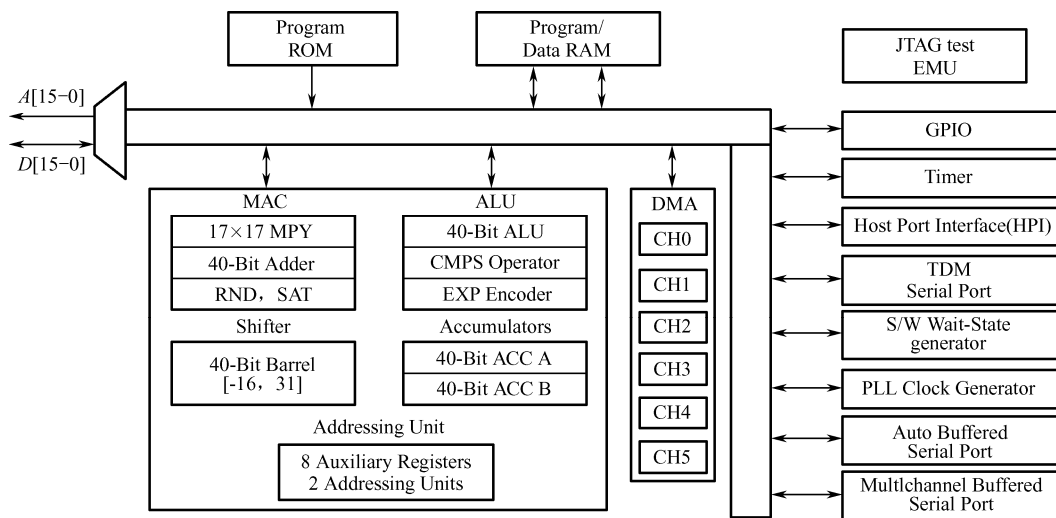 Program
ROM
Program/
Data RAM
JTAG test
EMU
A[15−0]
D[15−0]
GPIO
Timer
Host Port Interface(HPI)
TDM
Serial Port
S/W Wait-State
generator
PLL Clock Generator
Auto Buffered
Serial Port
Multlchannel Buffered
Serial Port
MAC
17×17 MPY
40-Bit Adder
RND，SAT
Shifter
40-Bit Barrel
[-16，31]
ALU
40-Bit ALU
CMPS Operator
EXP Encoder
Accumulators
40-Bit ACC A
40-Bit ACC B
Addressing Unit
8 Auxiliary Registers
2 Addressing Units
DMA
CH0
CH1
CH2
CH3
CH4
CH5